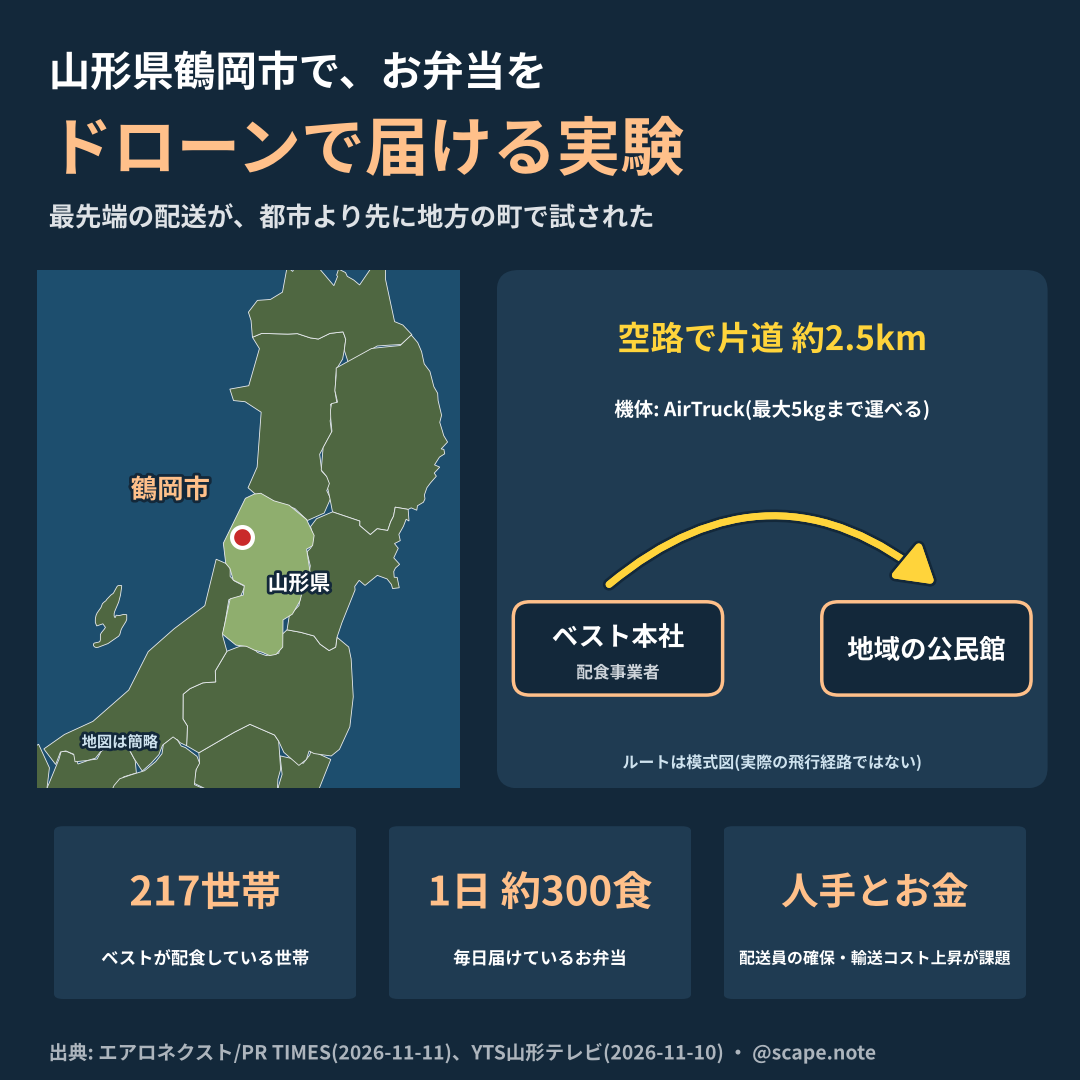 山形県鶴岡市で、お弁当を
ドローンで届ける実験
最先端の配送が、都市より先に地方の町で試された
鶴岡市
山形県
地図は簡略
空路で片道 約2.5km
機体: AirTruck(最大5kgまで運べる)
ベスト本社
配食事業者
地域の公民館
ルートは模式図(実際の飛行経路ではない)
217世帯
ベストが配食している世帯
1日 約300食
毎日届けているお弁当
人手とお金
配送員の確保・輸送コスト上昇が課題
出典: エアロネクスト/PR TIMES(2026-11-11)、YTS山形テレビ(2026-11-10) ・ @scape.note